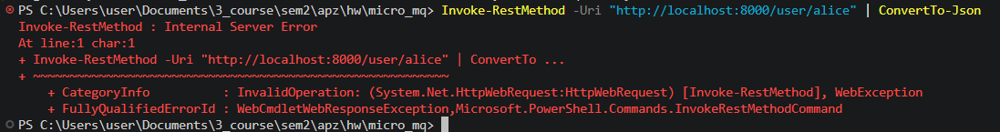 PS C:\Users\user\Documents\3_course\sem2\apz\hw\micro_mq> Invoke-RestMethod -Uri "http://localhost:8000/user/alice" | ConvertTo-Json
Invoke-RestMethod : Internal Server Error
At line:1 char:1
+ Invoke-RestMethod -Uri "http://localhost:8000/user/alice" | ConvertTo ...
+ ~~~~~~~~~~~~~~~~~~~~~~~~~~~~~~~~~~~~~~~~~~~~~~~~~~~~~~~~~
+ CategoryInfo : InvalidOperation: (System.Net.HttpWebRequest:HttpWebRequest) [Invoke-RestMethod], WebException
+ FullyQualifiedErrorId : WebCmdletWebResponseException,Microsoft.PowerShell.Commands.InvokeRestMethodCommand
PS C:\Users\user\Documents\3_course\sem2\apz\hw\micro_mq>